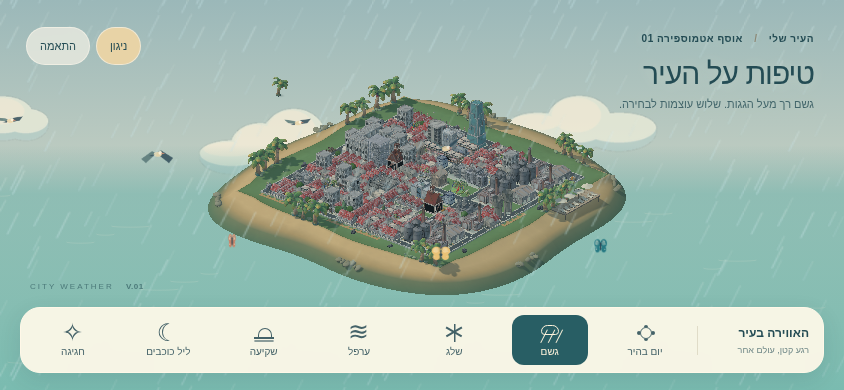 העיר שלי / אוסף אטמוספירה 01
טיפות על העיר
גשם רך מעל הגגות. שלוש עוצמות לבחירה.
ניגון
התאמה
CITY WEATHER V.01
האווירה בעיר
רגע קטן, עולם אחר
יום בהיר
גשם
שלג
ערפל
שקיעה
ליל כוכבים
חגיגה